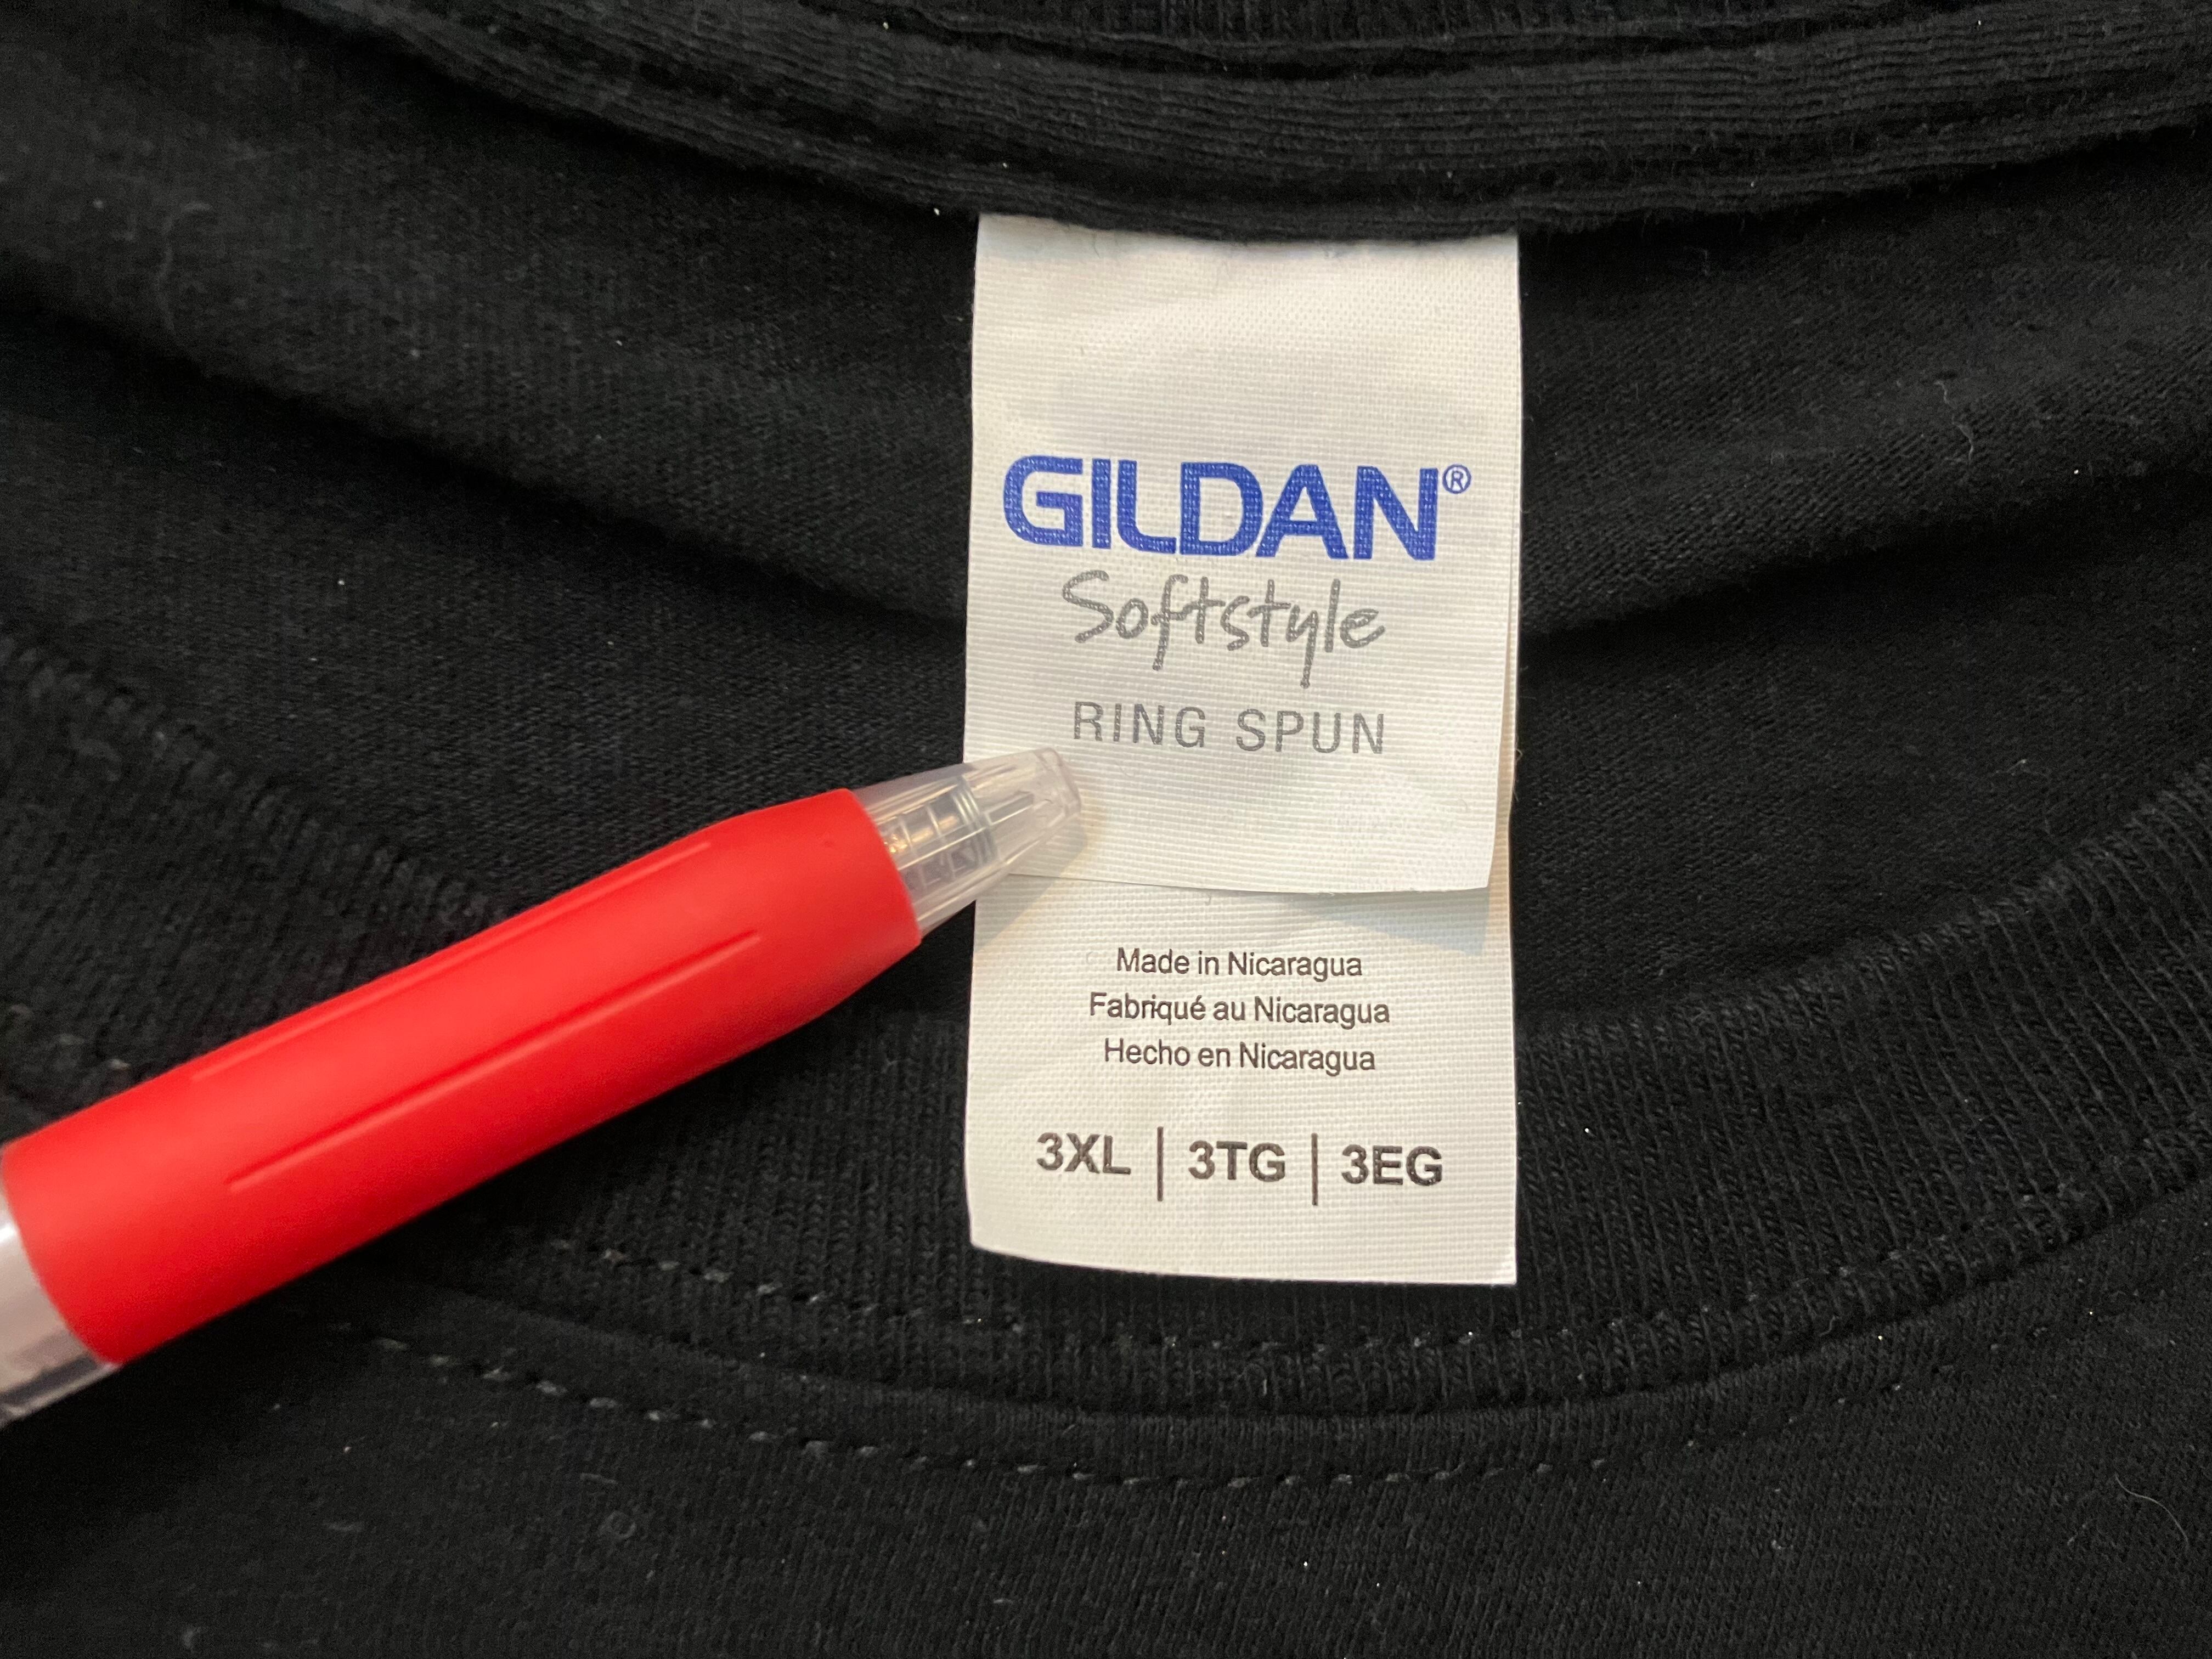 GILDAN®
Softstyle
RING SPUN
Made in Nicaragua
Fabriqué au Nicaragua
Hecho en Nicaragua
3XL | 3TG | 3EG